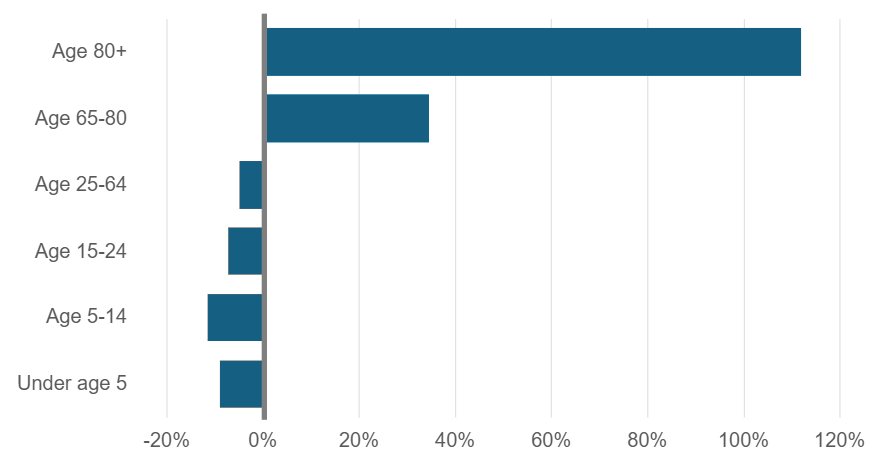 Age 80+
Age 65-80
Age 25-64
Age 15-24
Age 5-14
Under age 5
-20% 0% 20% 40% 60% 80% 100% 120%